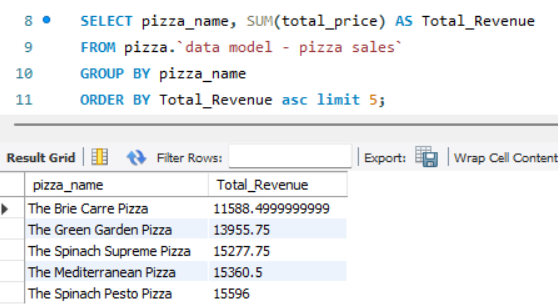 8 SELECT pizza_name, SUM(total_price) AS Total_Revenue
9 FROM pizza.`data model - pizza sales`
10 GROUP BY pizza_name
11 ORDER BY Total_Revenue asc limit 5;
Result Grid Filter Rows: Export: Wrap Cell Content
pizza_name Total_Revenue
The Brie Carre Pizza 11588.4999999999
The Green Garden Pizza 13955.75
The Spinach Supreme Pizza 15277.75
The Mediterranean Pizza 15360.5
The Spinach Pesto Pizza 15596